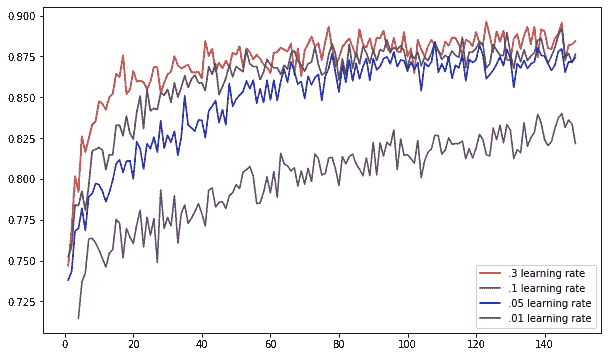 0.900
0.875
0.850
0.825
0.800
0.775
0.750
0.725
0 20 40 60 80 100 120 140
.3 learning rate
.1 learning rate
.05 learning rate
.01 learning rate